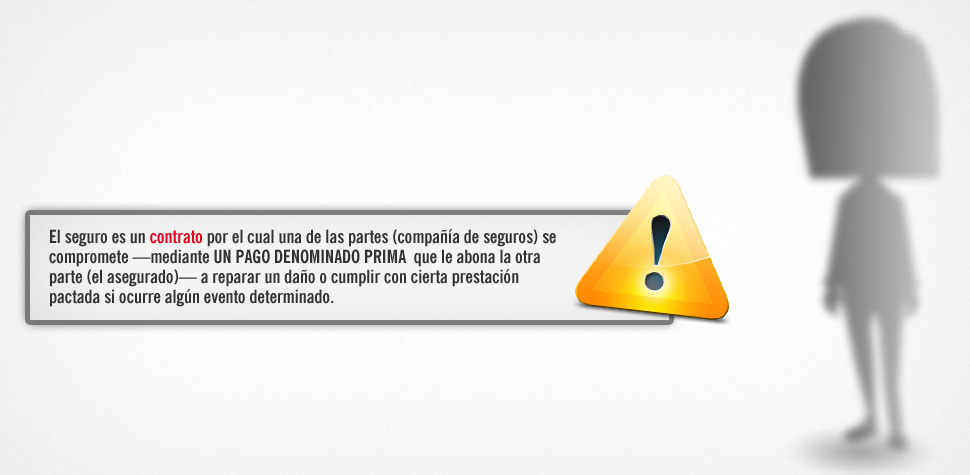 El seguro es un contrato por el cual una de las partes (compañía de seguros) se
compromete —mediante UN PAGO DENOMINADO PRIMA que le abona la otra
parte (el asegurado)— a reparar un daño o cumplir con cierta prestación
pactada si ocurre algún evento determinado.